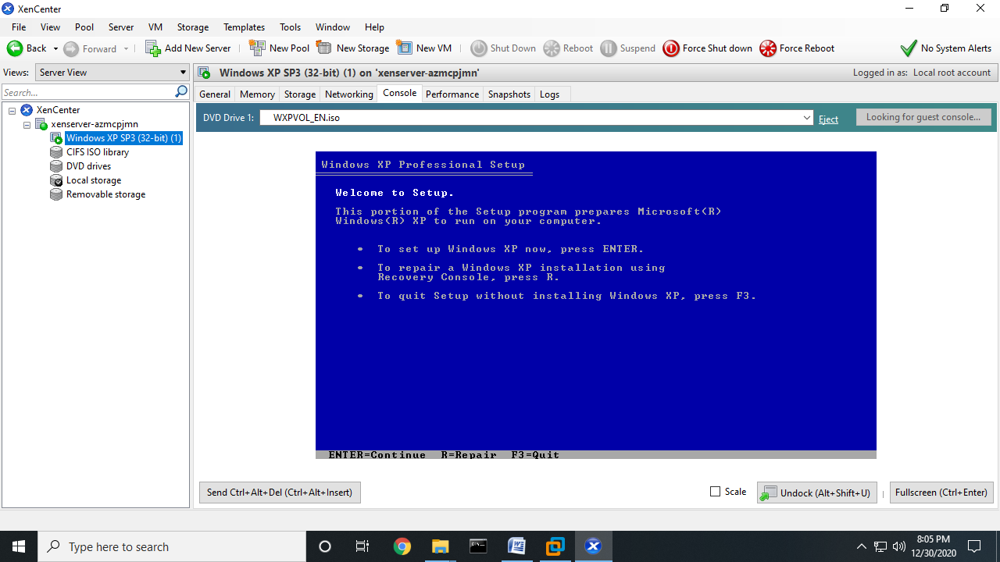 XenCenter
File View Pool Server VM Storage Templates Tools Window Help
Back Forward Add New Server New Pool New Storage New VM Shut Down Reboot Suspend Force Shut down Force Reboot No System Alerts
Views: Server View
Windows XP SP3 (32-bit) (1) on 'xenserver-azmcpjmn' Logged in as: Local root account
Search...
General Memory Storage Networking Console Performance Snapshots Logs
XenCenter
xenserver-azmcpjmn
Windows XP SP3 (32-bit) (1)
CIFS ISO library
DVD drives
Local storage
Removable storage
DVD Drive 1: WXPVOL_EN.iso Eject Looking for guest console...
Windows XP Professional Setup
Welcome to Setup.
This portion of the Setup program prepares Microsoft(R)
Windows(R) XP to run on your computer.
• To set up Windows XP now, press ENTER.
• To repair a Windows XP installation using
Recovery Console, press R.
• To quit Setup without installing Windows XP, press F3.
ENTER=Continue R=Repair F3=Quit
Send Ctrl+Alt+Del (Ctrl+Alt+Insert) Scale Undock (Alt+Shift+U) Fullscreen (Ctrl+Enter)
Type here to search
8:05 PM
12/30/2020